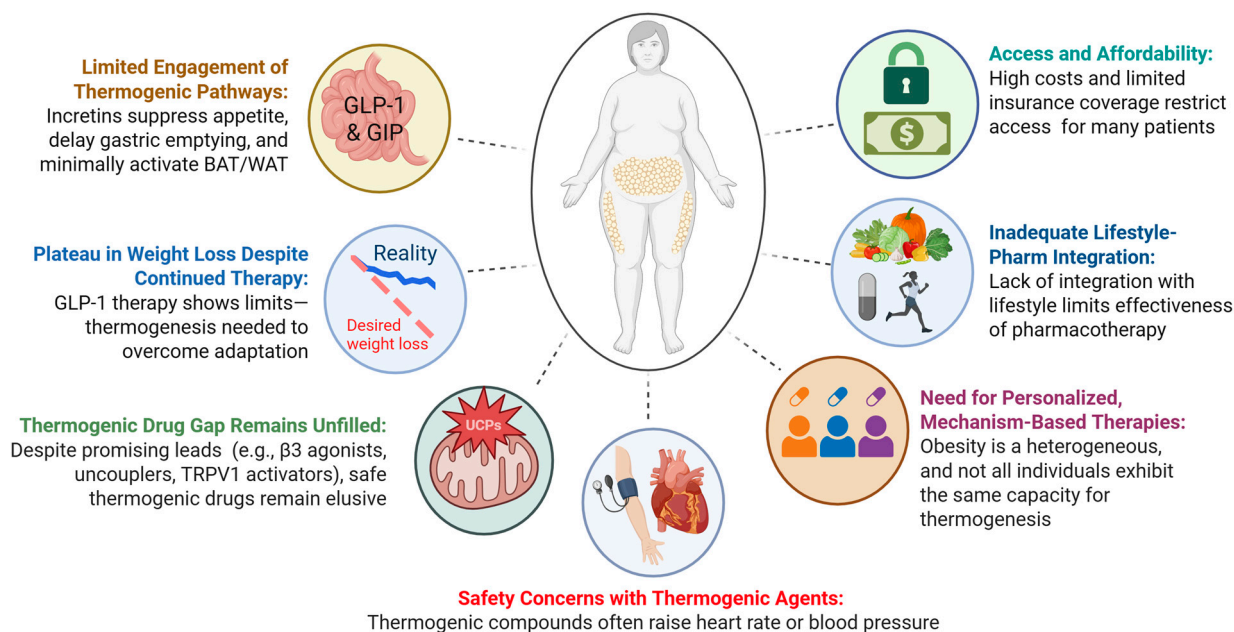 Limited Engagement of
Thermogenic Pathways:
Incretins suppress appetite,
delay gastric emptying, and
minimally activate BAT/WAT
GLP-1
& GIP
Plateau in Weight Loss Despite
Continued Therapy:
GLP-1 therapy shows limits—
thermogenesis needed to
overcome adaptation
Reality
Desired
weight loss
Thermogenic Drug Gap Remains Unfilled:
Despite promising leads (e.g., β3 agonists,
uncouplers, TRPV1 activators), safe
thermogenic drugs remain elusive
UCPs
Safety Concerns with Thermogenic Agents:
Thermogenic compounds often raise heart rate or blood pressure
Access and Affordability:
High costs and limited
insurance coverage restrict
access for many patients
$
Inadequate Lifestyle-
Pharm Integration:
Lack of integration with
lifestyle limits effectiveness
of pharmacotherapy
Need for Personalized,
Mechanism-Based Therapies:
Obesity is a heterogeneous,
and not all individuals exhibit
the same capacity for
thermogenesis